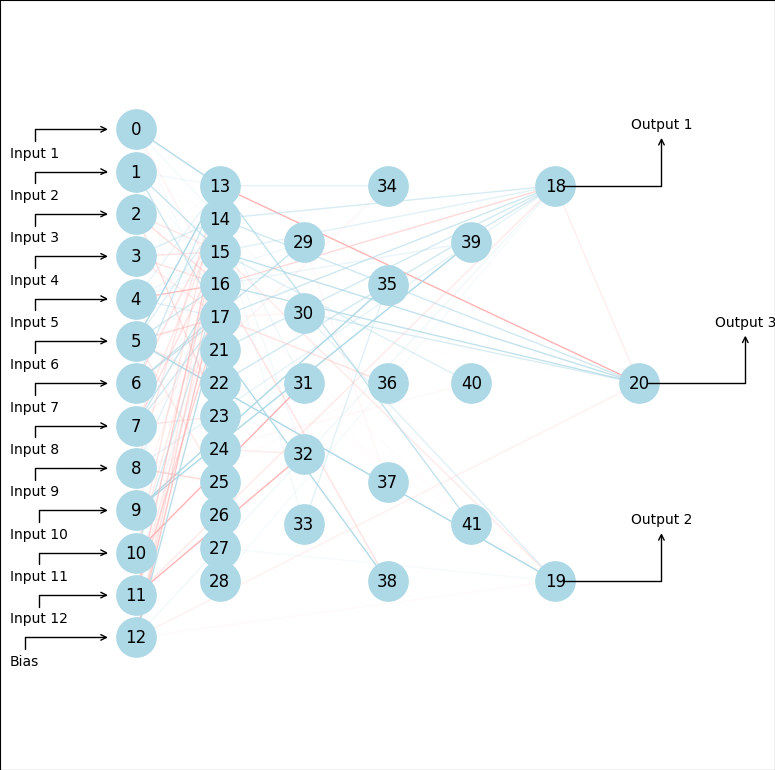 0
Input 1
1
Input 2
2
Input 3
3
Input 4
4
Input 5
5
Input 6
6
Input 7
7
Input 8
8
Input 9
9
Input 10
10
Input 11
11
Input 12
12
Bias
13
14
15
16
17
21
22
23
24
25
26
27
28
29
30
31
32
33
34
35
36
37
38
39
40
41
18
Output 1
19
Output 2
20
Output 3